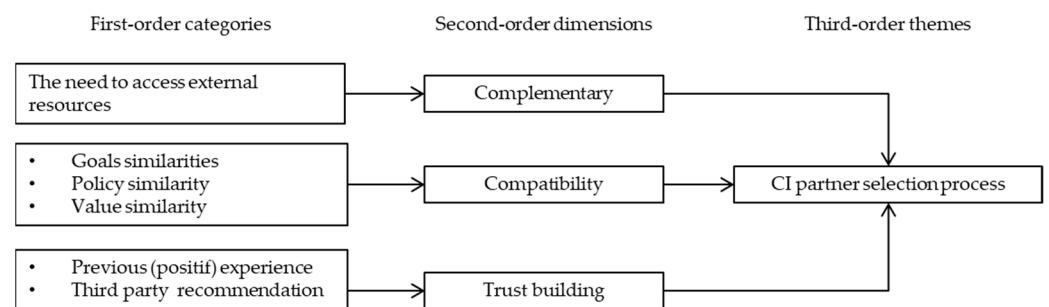 First-order categories
Second-order dimensions
Third-order themes
The need to access external
resources
Complementary
• Goals similarities
• Policy similarity
• Value similarity
Compatibility
CI partner selection process
• Previous (positif) experience
• Third party recommendation
Trust building